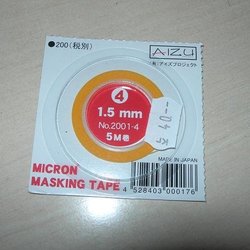 ●200(税別)
AIZU
(有)アイズプロジェクト
4
1.5 mm
No.2001-4
5M巻
40.--
MADE IN JAPAN
MiCRON
MASKING TAPE
4 528403 000176